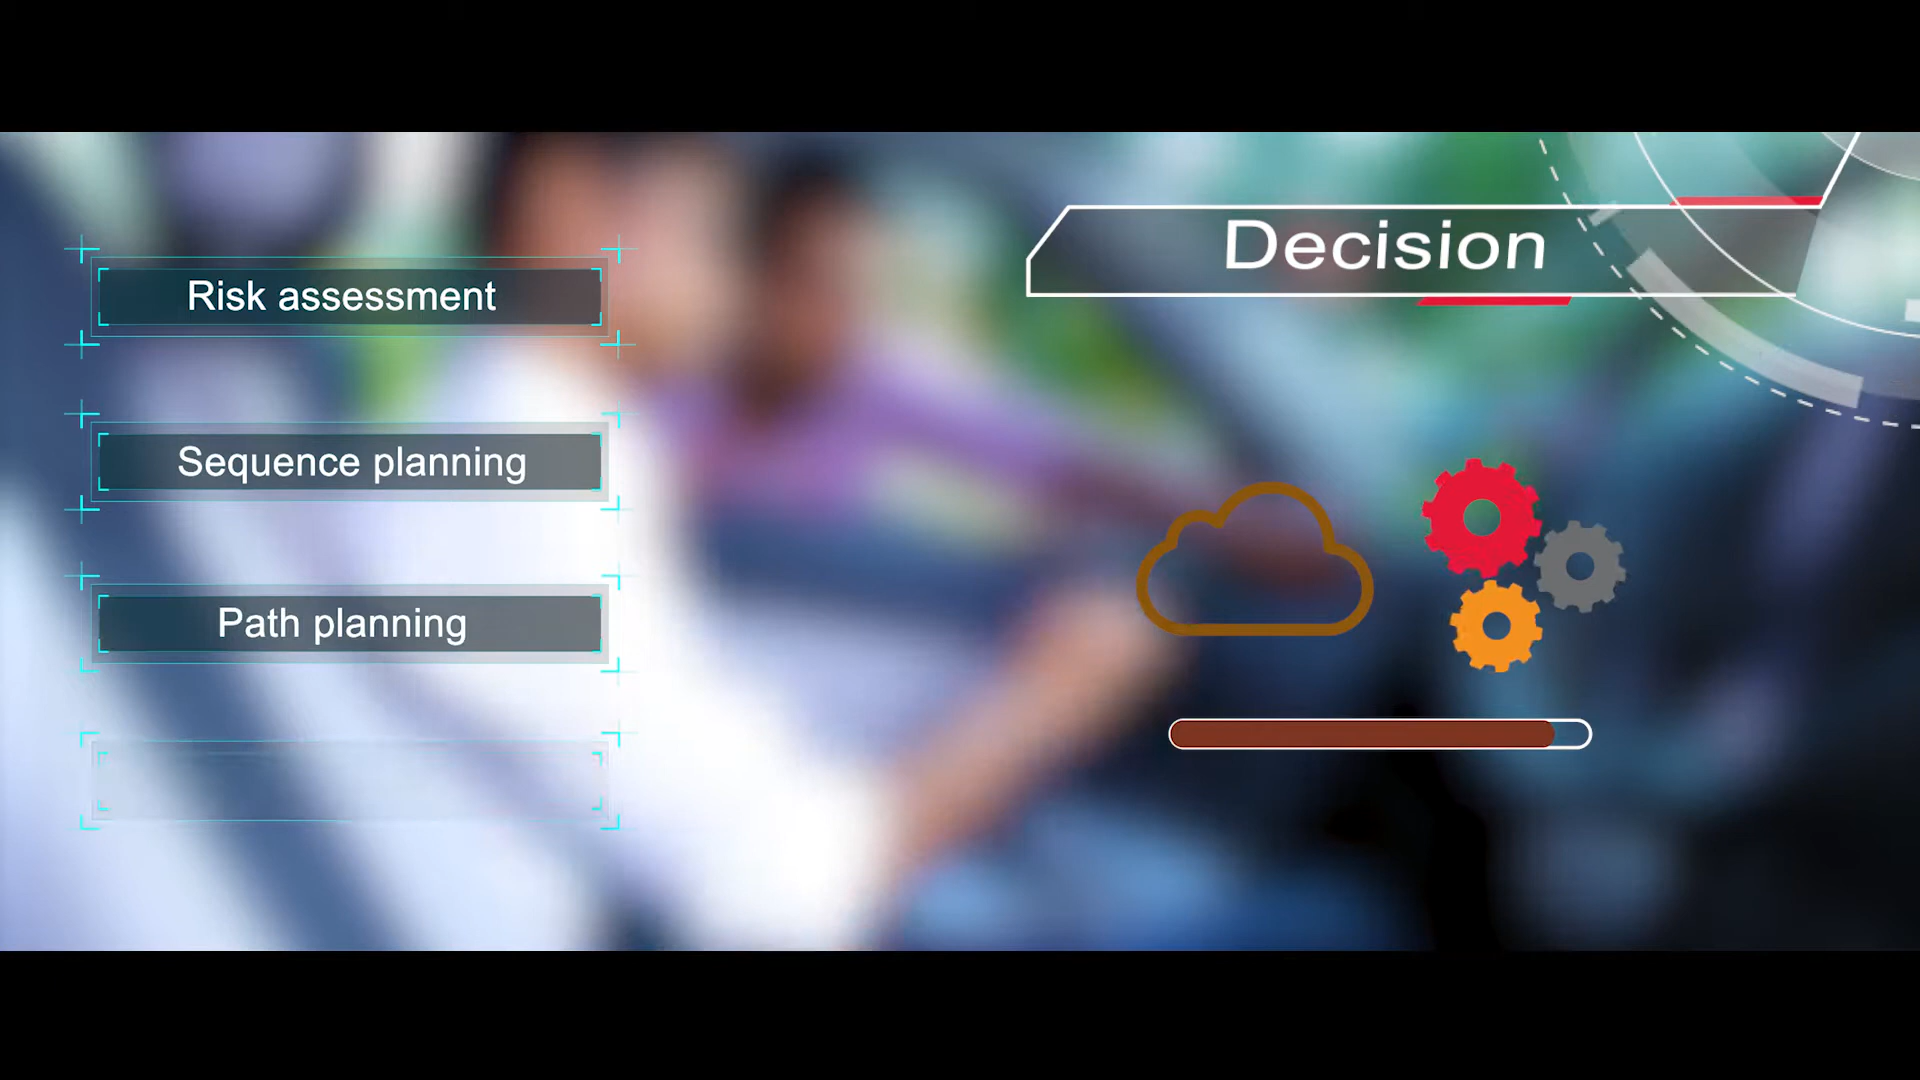 Decision
Risk assessment
Sequence planning
Path planning